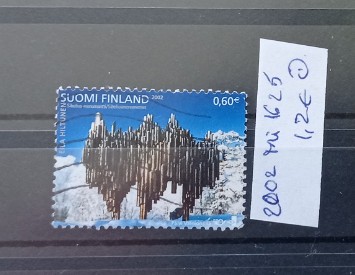 SUOMI FINLAND
2002
0,60€
EILA HILTUNEN
2002 Mi 1625
1,2€